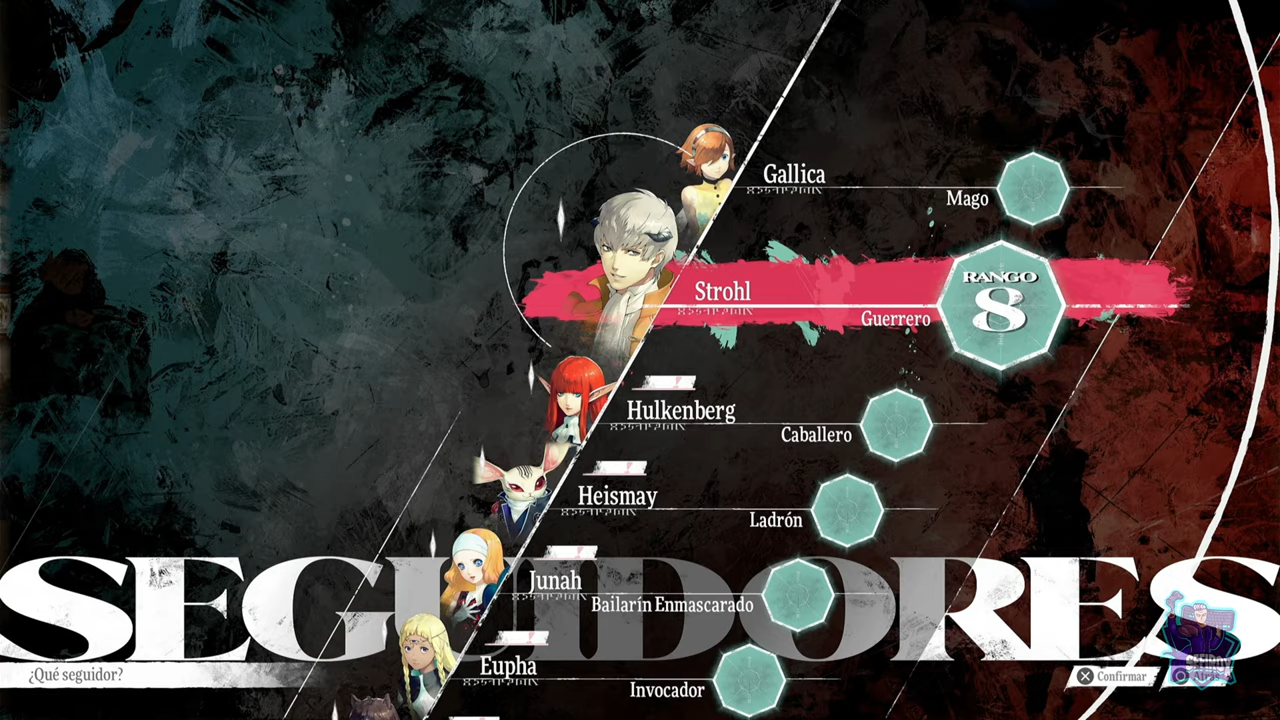 Gallica
Mago
RANGO
8
Strohl
Guerrero
Hulkenberg
Caballero
Heismay
Ladrón
Junah
Bailarín Enmascarado
SEGUIDORES
Eupha
Invocador
¿Qué seguidor?
Confirmar
Atrás